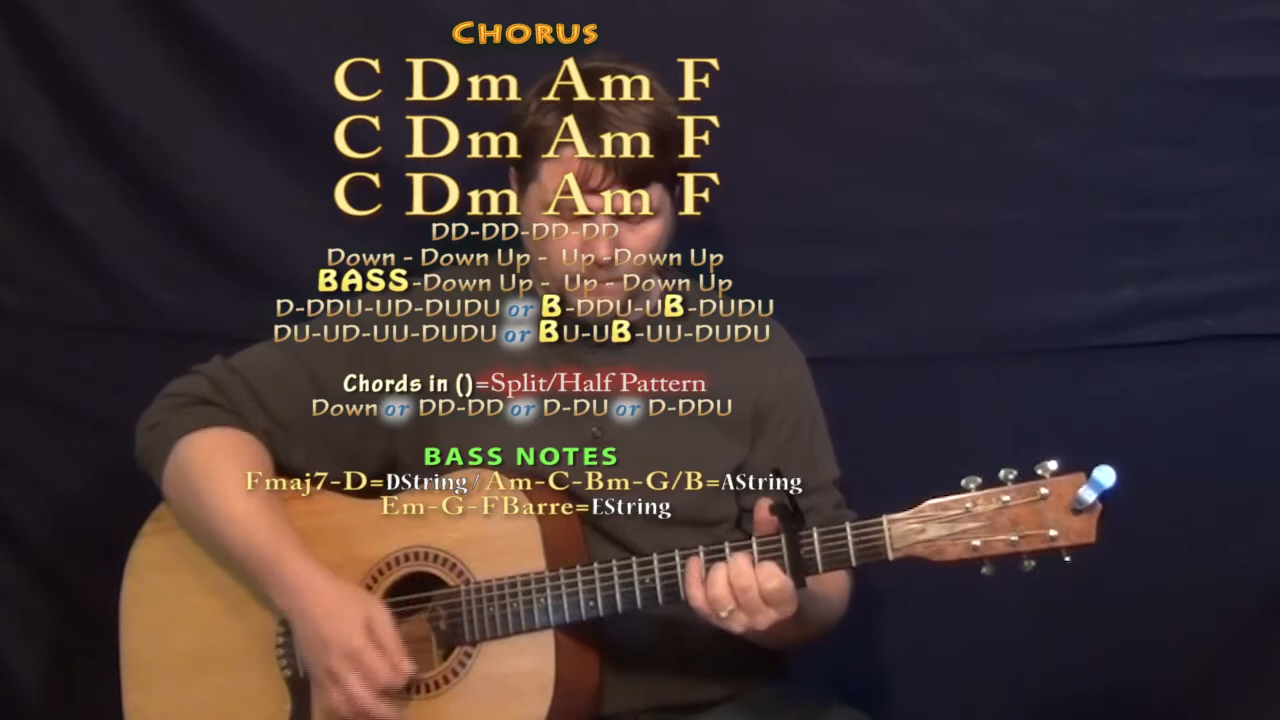 CHORUS
C Dm Am F
C Dm Am F
C Dm Am F
DD-DD-DD-DD
Down - Down Up - Up -Down Up
BASS-Down Up - Up - Down Up
D-DDU-UD-DUDU or B-DDU-UB-DUDU
DU-UD-UU-DUDU or BU-UB-UU-DUDU
Chords in ()=Split/Half Pattern
Down or DD-DD or D-DU or D-DDU
BASS NOTES
Fmaj7-D=DString / Am-C-Bm-G/B=AString
Em-G-FBarre=EString